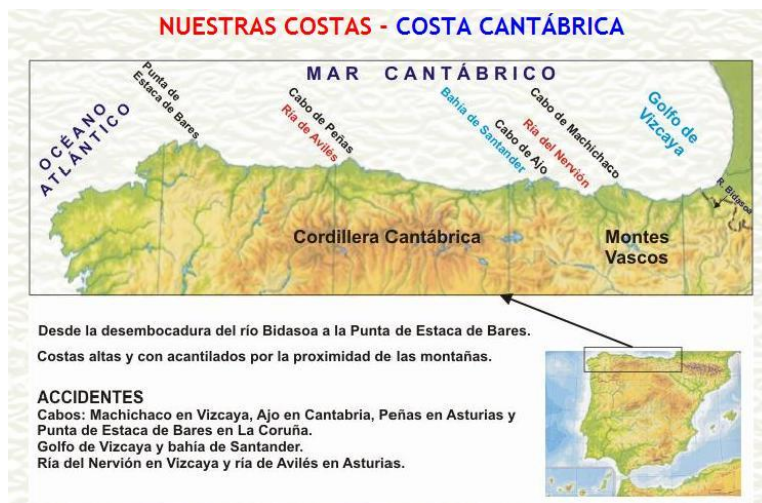 NUESTRAS COSTAS - COSTA CANTÁBRICA
MAR CANTÁBRICO
OCÉANO
ATLÁNTICO
Punta de
Estaca de Bares
Cabo de Peñas
Ría de Avilés
Bahía de Santander
Cabo de Ajo
Cabo de Machichaco
Ría del Nervión
Golfo de
Vizcaya
R. Bidasoa
Cordillera Cantábrica
Montes
Vascos
Desde la desembocadura del río Bidasoa a la Punta de Estaca de Bares.
Costas altas y con acantilados por la proximidad de las montañas.
ACCIDENTES
Cabos: Machichaco en Vizcaya, Ajo en Cantabria, Peñas en Asturias y
Punta de Estaca de Bares en La Coruña.
Golfo de Vizcaya y bahía de Santander.
Ría del Nervión en Vizcaya y ría de Avilés en Asturias.